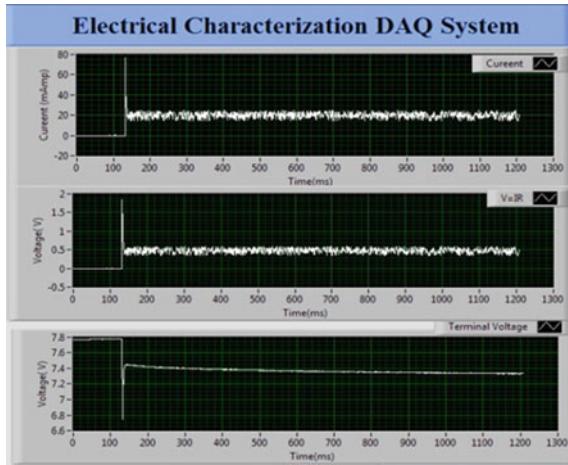 Electrical Characterization DAQ System
Cureent
Cureent (mAmp)
80
60
40
20
0
-20
0 100 200 300 400 500 600 700 800 900 1000 1100 1200 1300
Time(ms)
V=IR
Voltage( V)
2
1.5
1
0.5
0
-0.5
0 100 200 300 400 500 600 700 800 900 1000 1100 1200 1300
Time(ms)
Terminal Voltage
Voltage( V)
7.8
7.6
7.4
7.2
7
6.8
6.6
0 100 200 300 400 500 600 700 800 900 1000 1100 1200 1300
Time(ms)